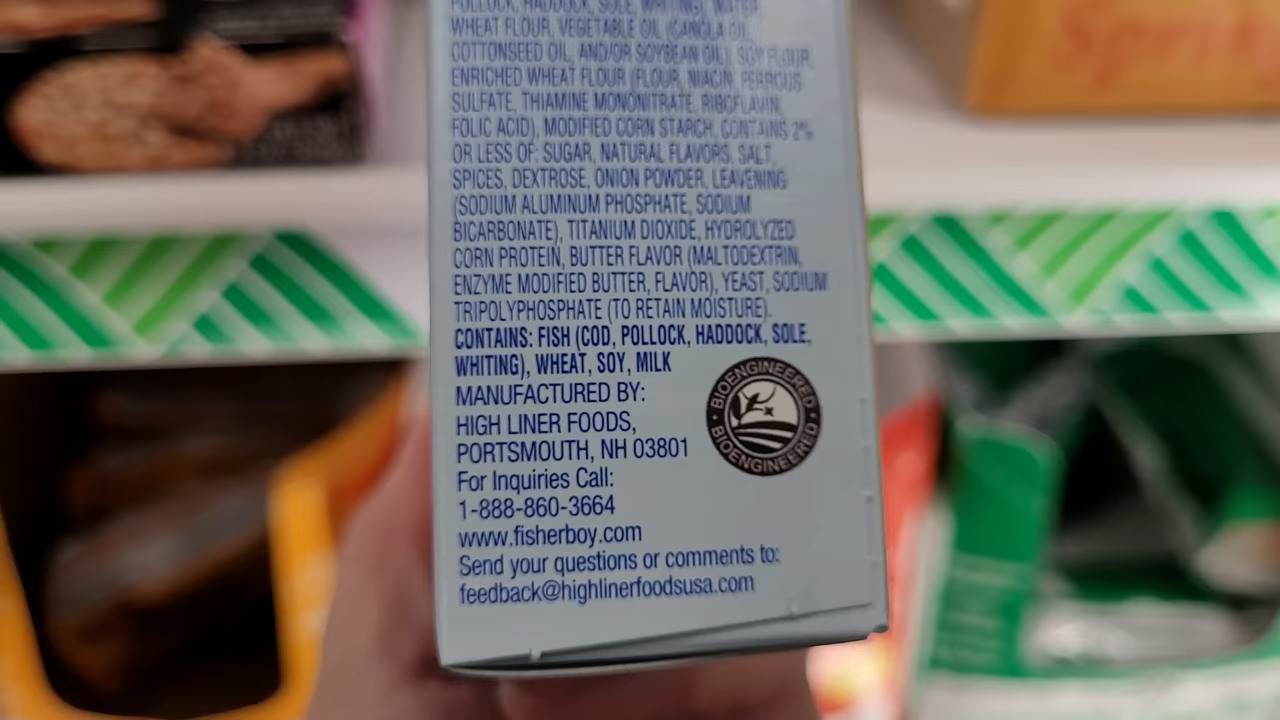 POLLOCK, HADDOCK, SOLE, WHITING), WATER,
WHEAT FLOUR, VEGETABLE OIL (CANOLA OIL,
COTTONSEED OIL, AND/OR SOYBEAN OIL), SOY FLOUR,
ENRICHED WHEAT FLOUR (FLOUR, NIACIN, FERROUS
SULFATE, THIAMINE MONONITRATE, RIBOFLAVIN,
FOLIC ACID), MODIFIED CORN STARCH, CONTAINS 2%
OR LESS OF: SUGAR, NATURAL FLAVORS, SALT,
SPICES, DEXTROSE, ONION POWDER, LEAVENING
(SODIUM ALUMINUM PHOSPHATE, SODIUM
BICARBONATE), TITANIUM DIOXIDE, HYDROLYZED
CORN PROTEIN, BUTTER FLAVOR (MALTODEXTRIN,
ENZYME MODIFIED BUTTER, FLAVOR), YEAST, SODIUM
TRIPOLYPHOSPHATE (TO RETAIN MOISTURE).
CONTAINS: FISH (COD, POLLOCK, HADDOCK, SOLE,
WHITING), WHEAT, SOY, MILK
MANUFACTURED BY:
HIGH LINER FOODS,
PORTSMOUTH, NH 03801
For Inquiries Call:
1-888-860-3664
www.fisherboy.com
Send your questions or comments to:
feedback@highlinerfoodsusa.com
BIOENGINEERED
BIOENGINEERED